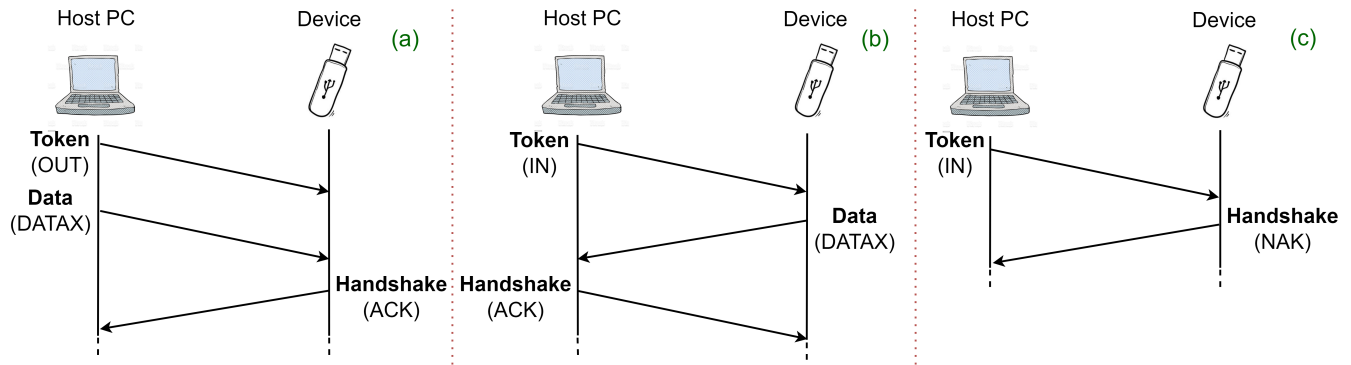 Host PC
Device
(a)
Token
(OUT)
Data
(DATAX)
Handshake
(ACK)
Host PC
Device
(b)
Token
(IN)
Data
(DATAX)
Handshake
(ACK)
Host PC
Device
(c)
Token
(IN)
Handshake
(NAK)